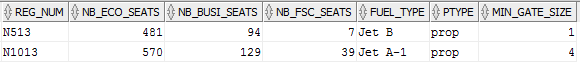 REG_NUM NB_ECO_SEATS NB_BUSI_SEATS NB_FSC_SEATS FUEL_TYPE PTYPE MIN_GATE_SIZE
N513 481 94 7 Jet B prop 1
N1013 570 129 39 Jet A-1 prop 4